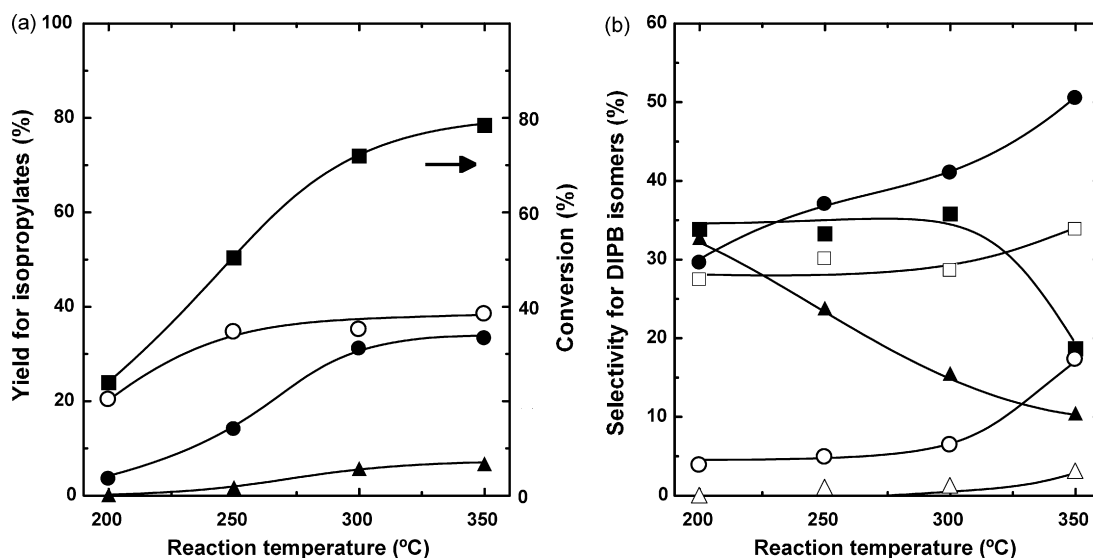 (a)
100
80
60
40
20
0
Yield for isopropylates (%)
200 250 300 350
Reaction temperature (ºC)
80
40
0
Conversion (%)
(b)
60
50
40
30
20
10
0
Selectivity for DIPB isomers (%)
200 250 300 350
Reaction temperature (ºC)